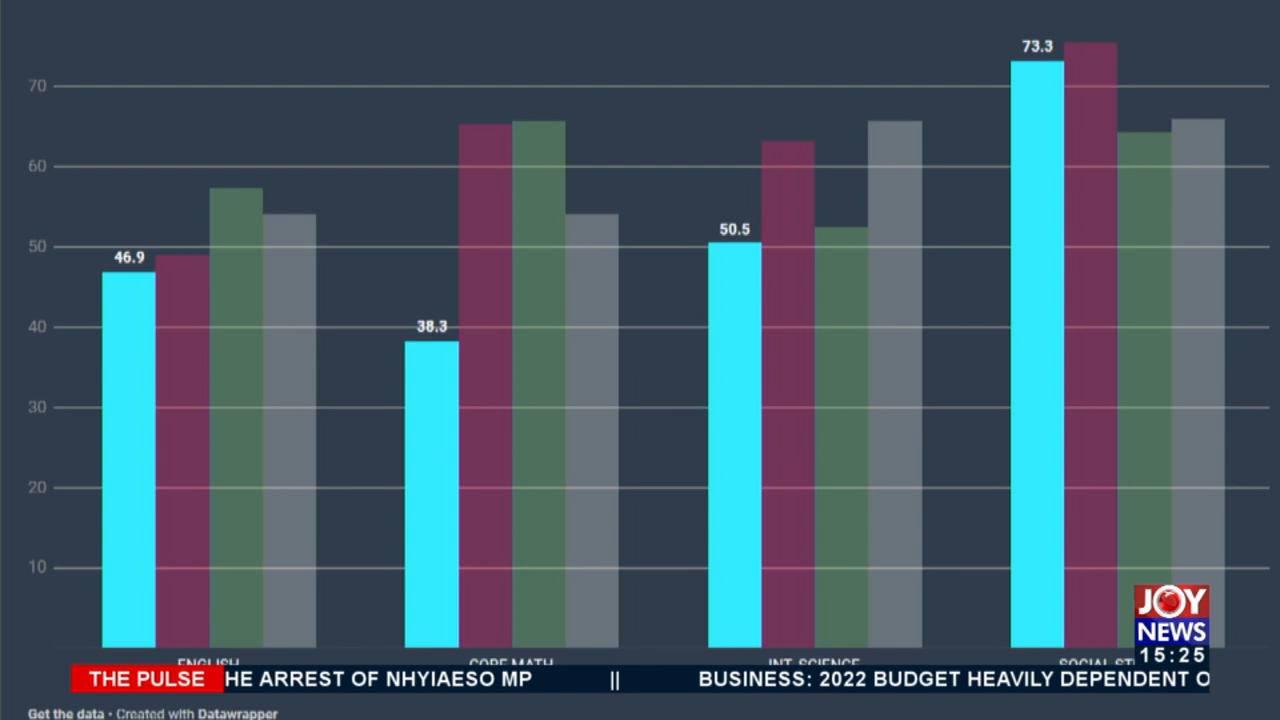 73.3
70
60
50.5
50
46.9
40
38.3
30
20
10
JOY
NEWS
15:25
ENGLISH
CORE MATH
INT. SCIENCE
SOCIAL ST
THE PULSE
HE ARREST OF NHYIAESO MP || BUSINESS: 2022 BUDGET HEAVILY DEPENDENT O
Get the data • Created with Datawrapper